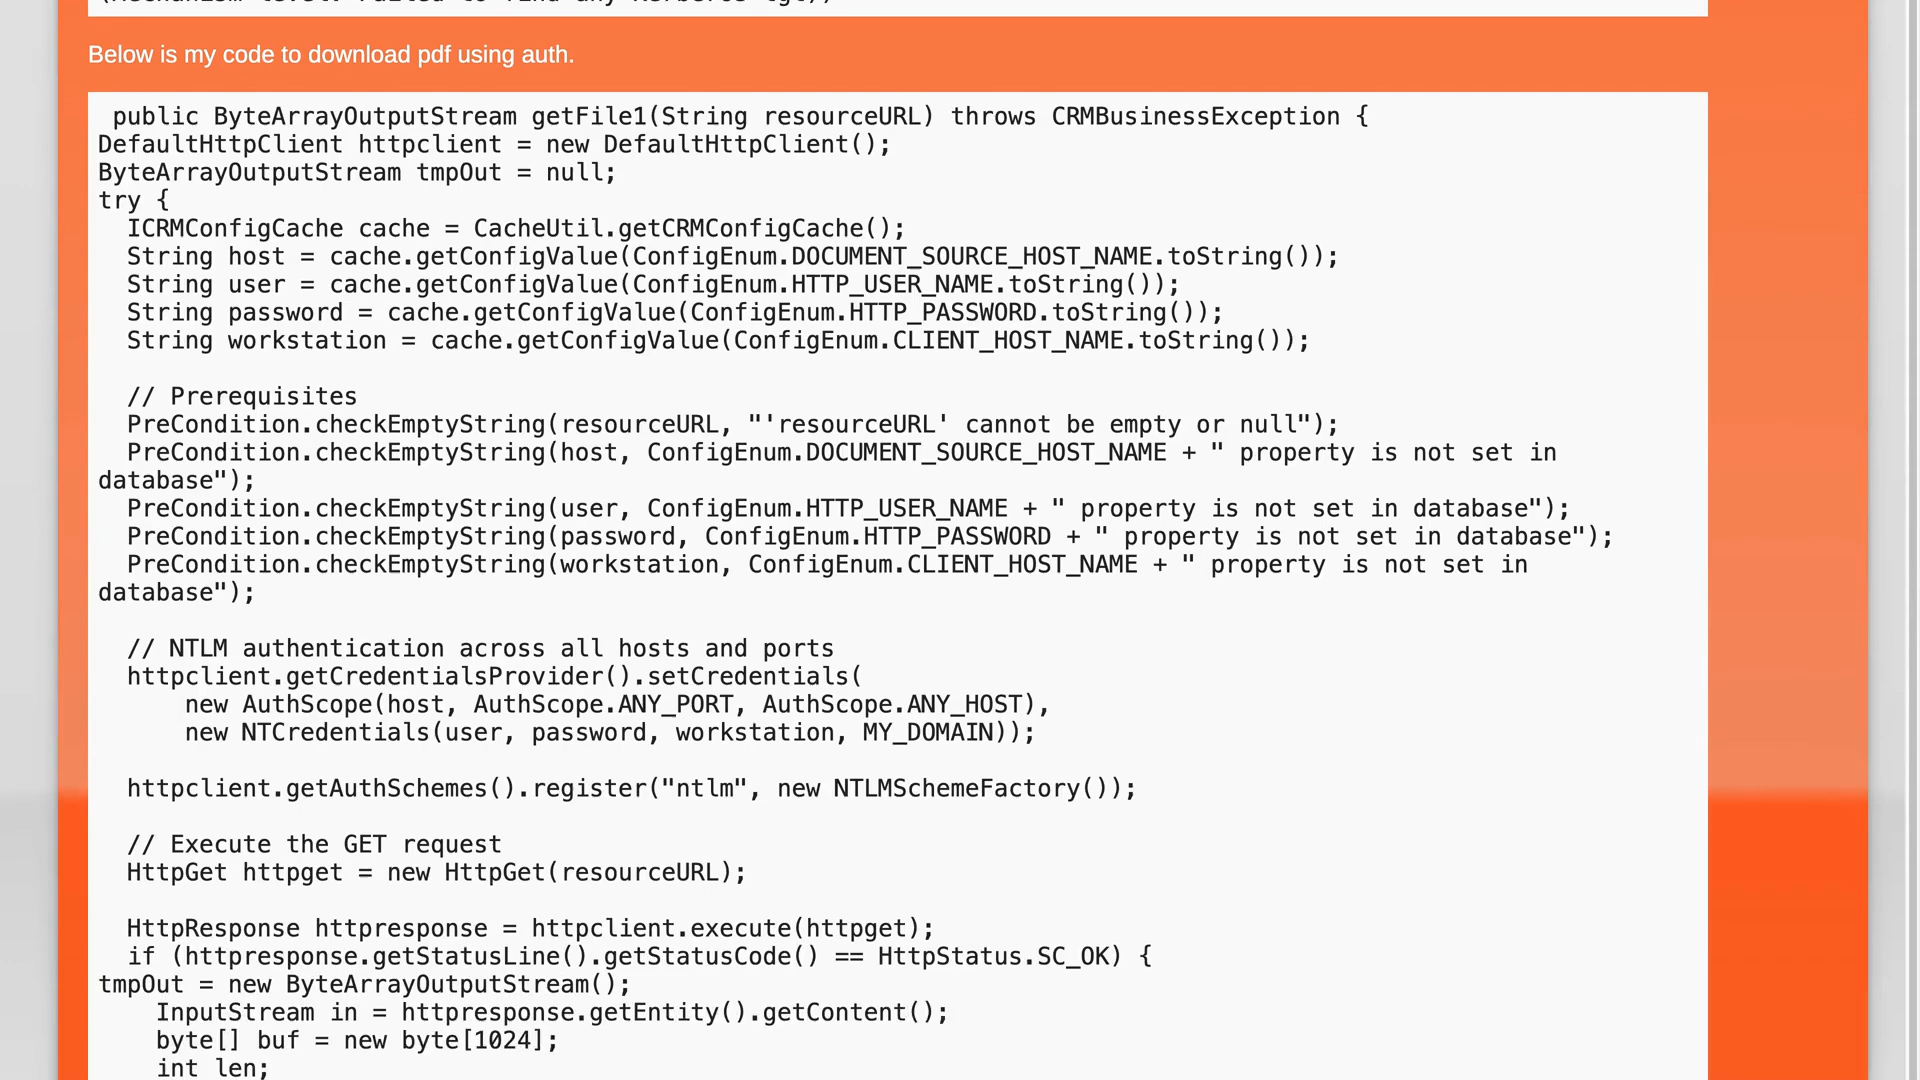 (Mechanism level: Failed to find any Kerberos tgt))
Below is my code to download pdf using auth.
public ByteArrayOutputStream getFile1(String resourceURL) throws CRMBusinessException {
DefaultHttpClient httpclient = new DefaultHttpClient();
ByteArrayOutputStream tmpOut = null;
try {
ICRMConfigCache cache = CacheUtil.getCRMConfigCache();
String host = cache.getConfigValue(ConfigEnum.DOCUMENT_SOURCE_HOST_NAME.toString());
String user = cache.getConfigValue(ConfigEnum.HTTP_USER_NAME.toString());
String password = cache.getConfigValue(ConfigEnum.HTTP_PASSWORD.toString());
String workstation = cache.getConfigValue(ConfigEnum.CLIENT_HOST_NAME.toString());
// Prerequisites
PreCondition.checkEmptyString(resourceURL, "'resourceURL' cannot be empty or null");
PreCondition.checkEmptyString(host, ConfigEnum.DOCUMENT_SOURCE_HOST_NAME + " property is not set in
database");
PreCondition.checkEmptyString(user, ConfigEnum.HTTP_USER_NAME + " property is not set in database");
PreCondition.checkEmptyString(password, ConfigEnum.HTTP_PASSWORD + " property is not set in database");
PreCondition.checkEmptyString(workstation, ConfigEnum.CLIENT_HOST_NAME + " property is not set in
database");
// NTLM authentication across all hosts and ports
httpclient.getCredentialsProvider().setCredentials(
new AuthScope(host, AuthScope.ANY_PORT, AuthScope.ANY_HOST),
new NTCredentials(user, password, workstation, MY_DOMAIN));
httpclient.getAuthSchemes().register("ntlm", new NTLMSchemeFactory());
// Execute the GET request
HttpGet httpget = new HttpGet(resourceURL);
HttpResponse httpresponse = httpclient.execute(httpget);
if (httpresponse.getStatusLine().getStatusCode() == HttpStatus.SC_OK) {
tmpOut = new ByteArrayOutputStream();
InputStream in = httpresponse.getEntity().getContent();
byte[] buf = new byte[1024];
int len;